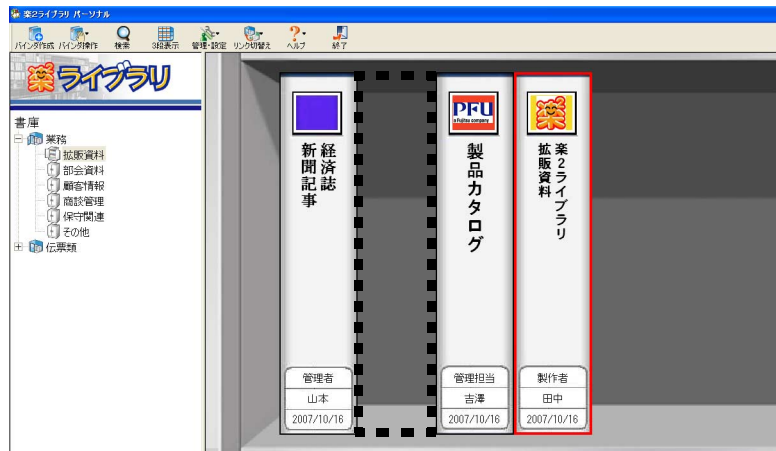 楽2ライブラリ パーソナル
バインダ作成 バインダ操作 検索 3段表示 管理・設定 リンク切替え ヘルプ 終了
楽 ライブラリ
書庫
業務
拡販資料
部会資料
顧客情報
商談管理
保守関連
その他
伝票類
経済誌
新聞記事
管理者
山本
2007/10/16
PFU
a Fujitsu company
製品カタログ
管理担当
吉澤
2007/10/16
楽
楽2ライブラリ
拡販資料
製作者
田中
2007/10/16